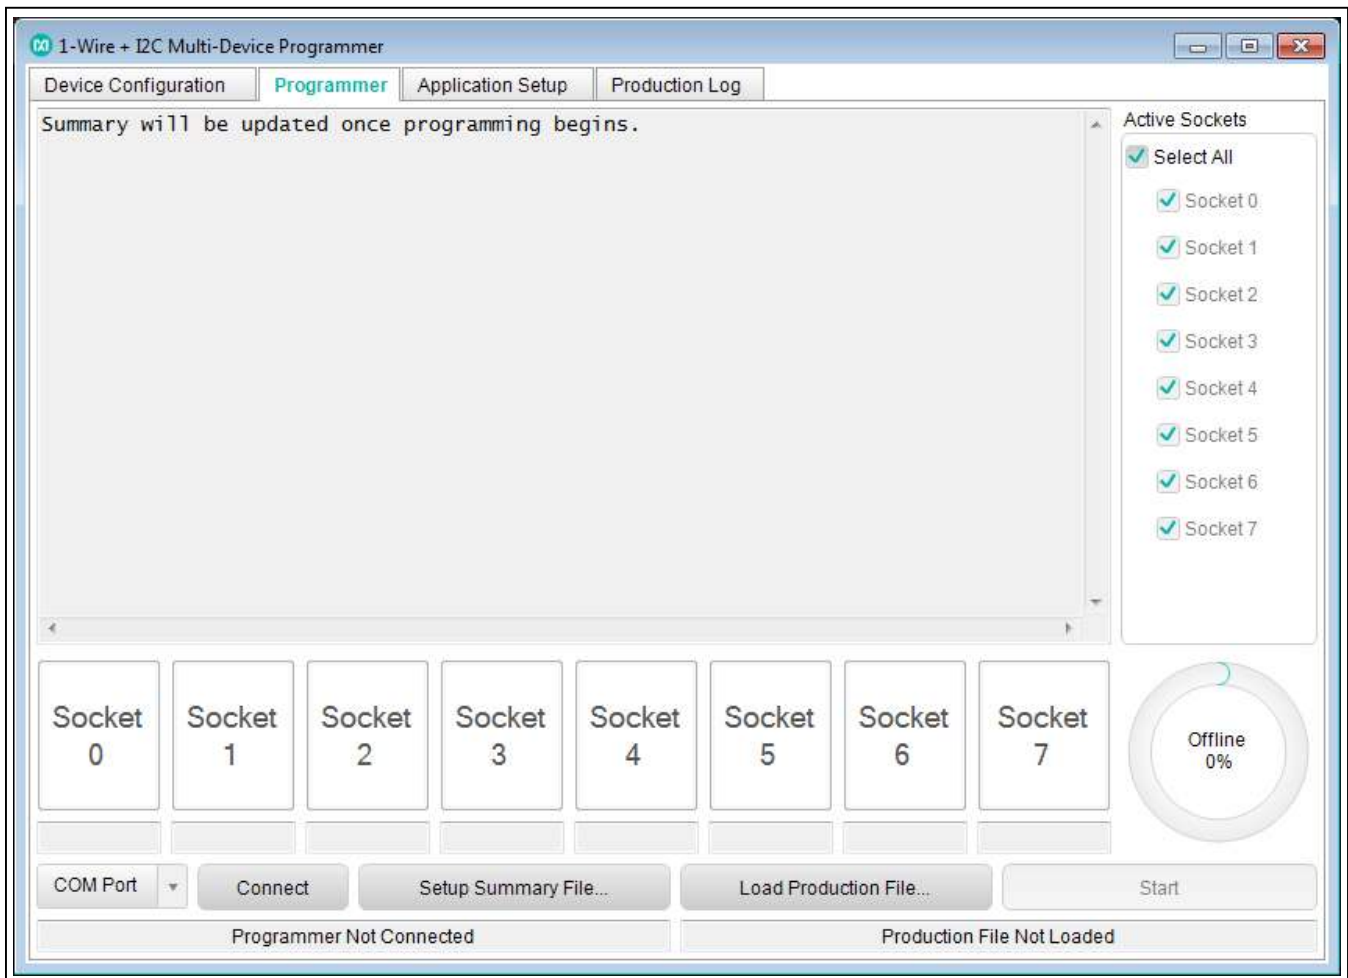 1-Wire + I2C Multi-Device Programmer
Device Configuration Programmer Application Setup Production Log
Summary will be updated once programming begins.
Active Sockets
Select All
Socket 0
Socket 1
Socket 2
Socket 3
Socket 4
Socket 5
Socket 6
Socket 7
Socket 0
Socket 1
Socket 2
Socket 3
Socket 4
Socket 5
Socket 6
Socket 7
Offline
0%
COM Port Connect Setup Summary File... Load Production File... Start
Programmer Not Connected Production File Not Loaded